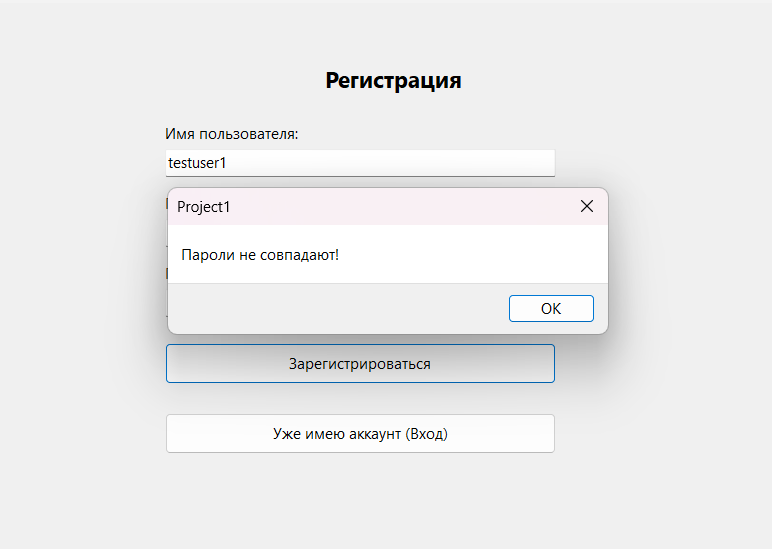 Регистрация
Имя пользователя:
testuser1
Project1
Пароли не совпадают!
OK
Зарегистрироваться
Уже имею аккаунт (Вход)